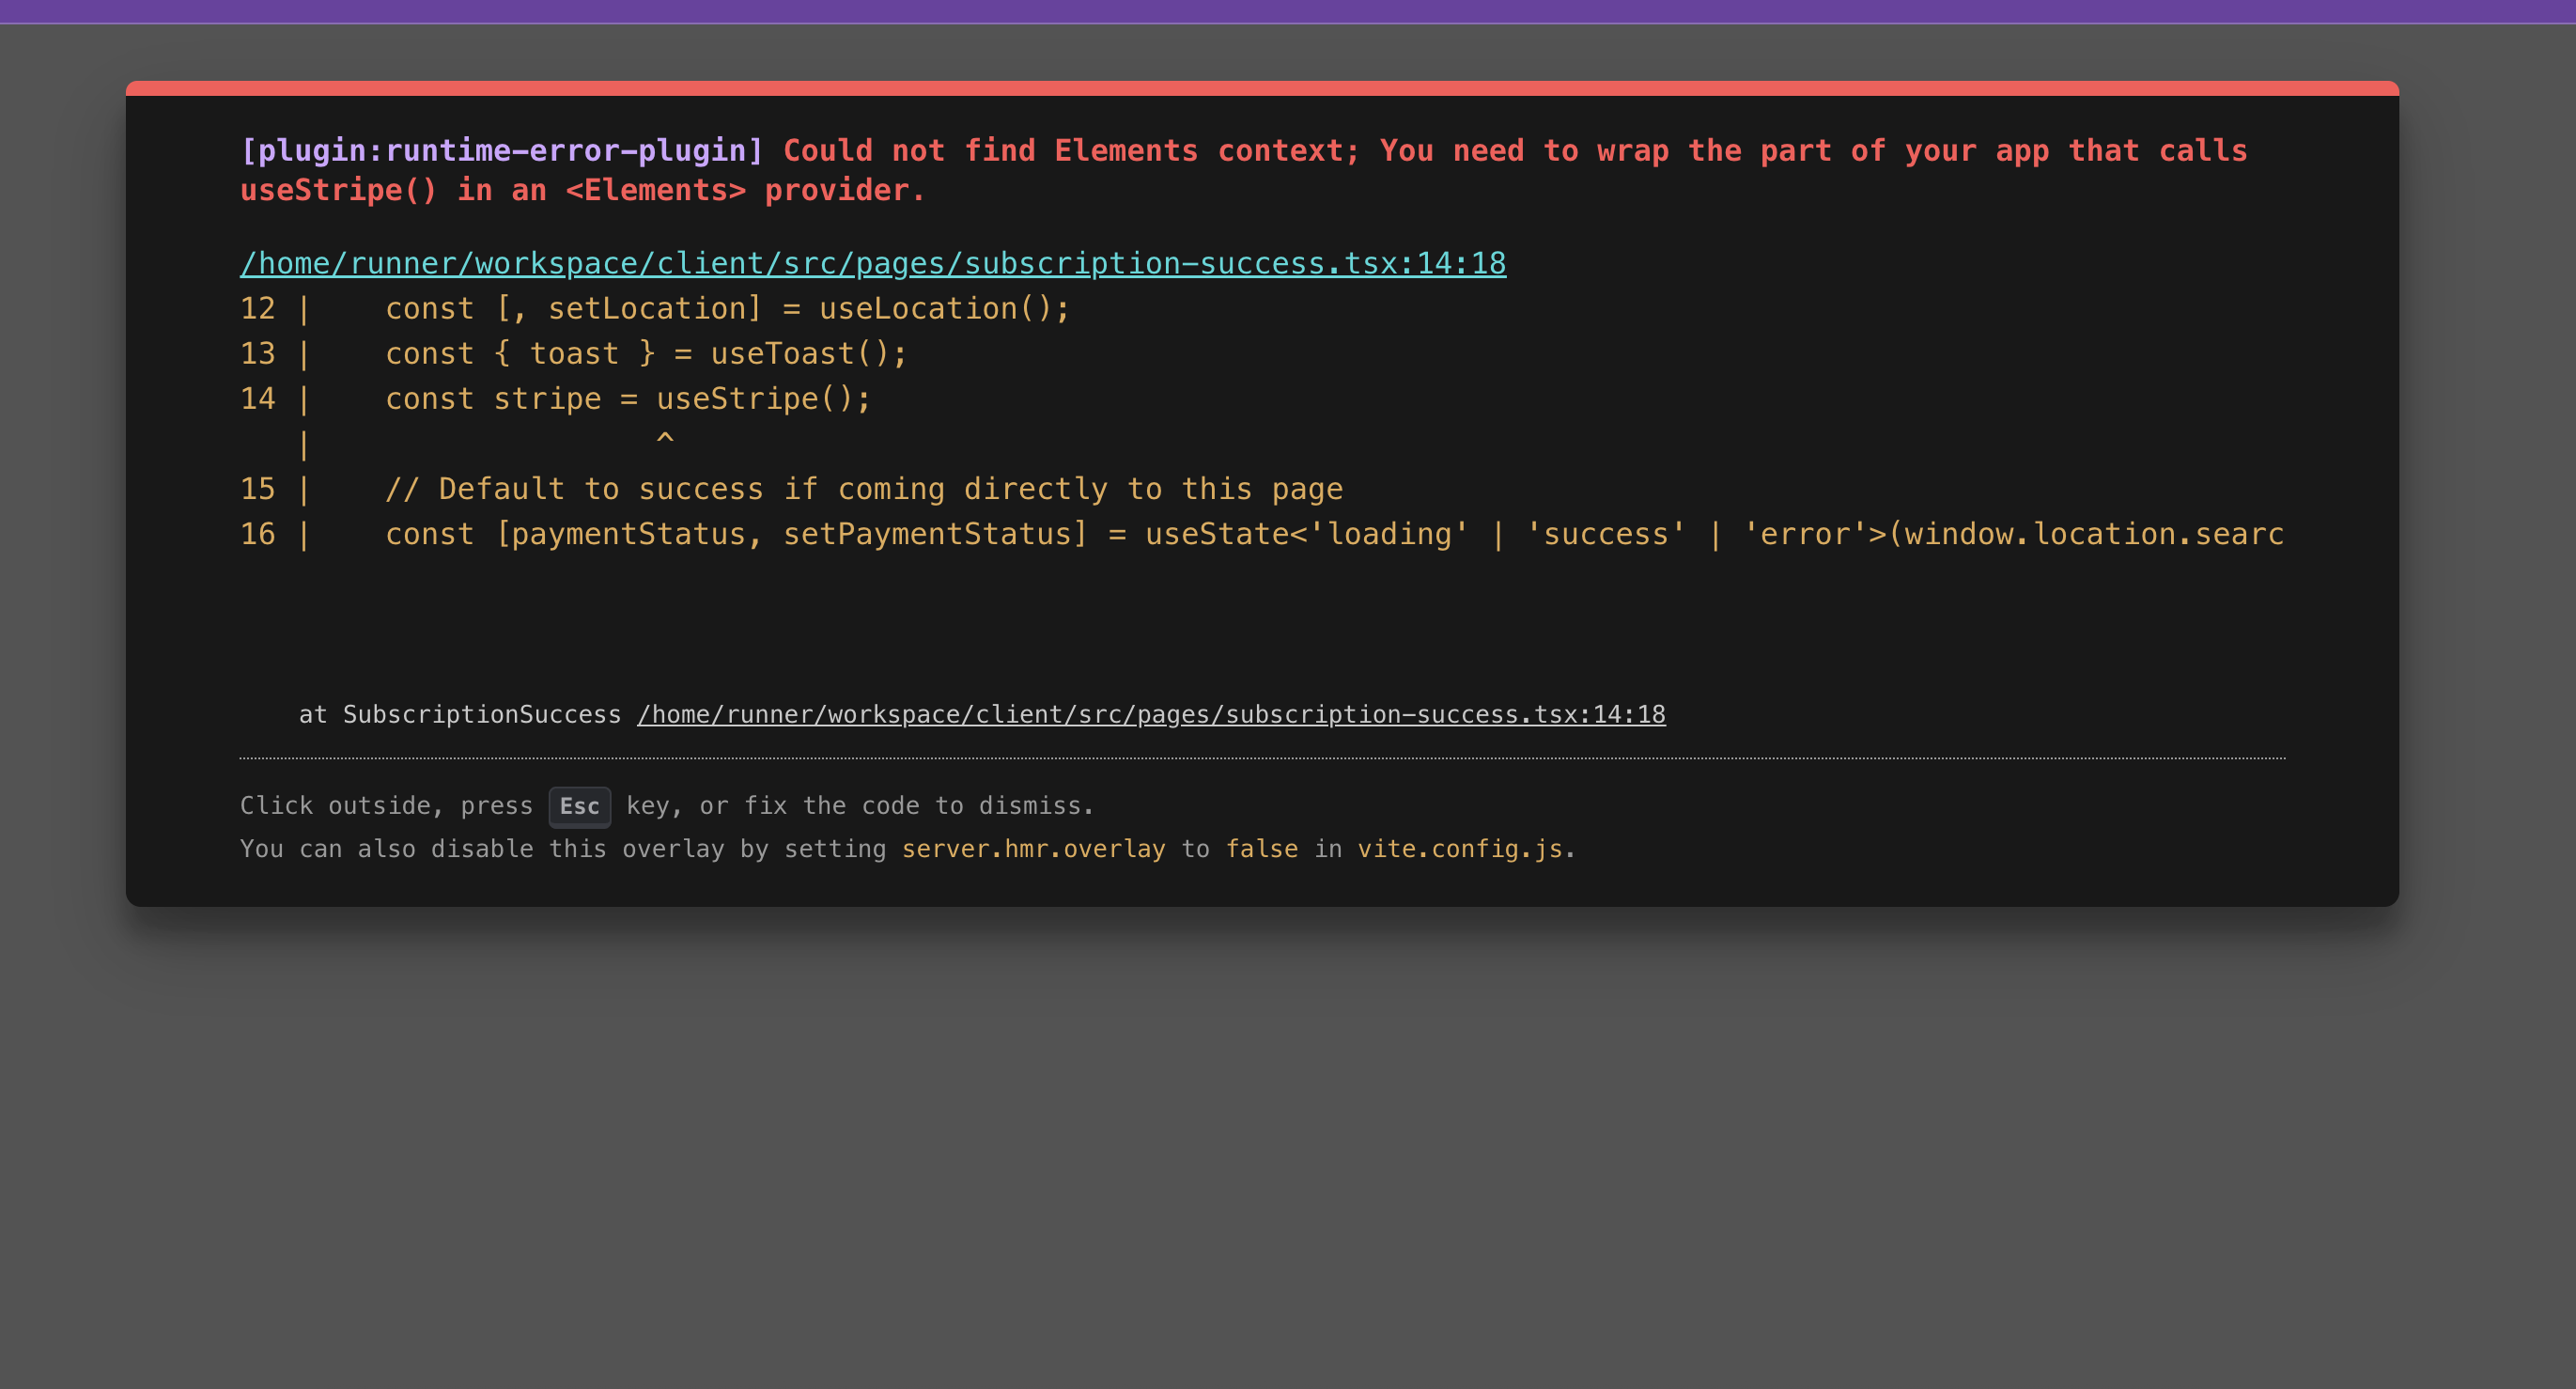 [plugin:runtime-error-plugin] Could not find Elements context; You need to wrap the part of your app that calls
useStripe() in an <Elements> provider.
/home/runner/workspace/client/src/pages/subscription-success.tsx:14:18
12 |    const [, setLocation] = useLocation();
13 |    const { toast } = useToast();
14 |    const stripe = useStripe();
   |                   ^
15 |    // Default to success if coming directly to this page
16 |    const [paymentStatus, setPaymentStatus] = useState<'loading' | 'success' | 'error'>(window.location.searc
    at SubscriptionSuccess /home/runner/workspace/client/src/pages/subscription-success.tsx:14:18
Click outside, press Esc key, or fix the code to dismiss.
You can also disable this overlay by setting server.hmr.overlay to false in vite.config.js.